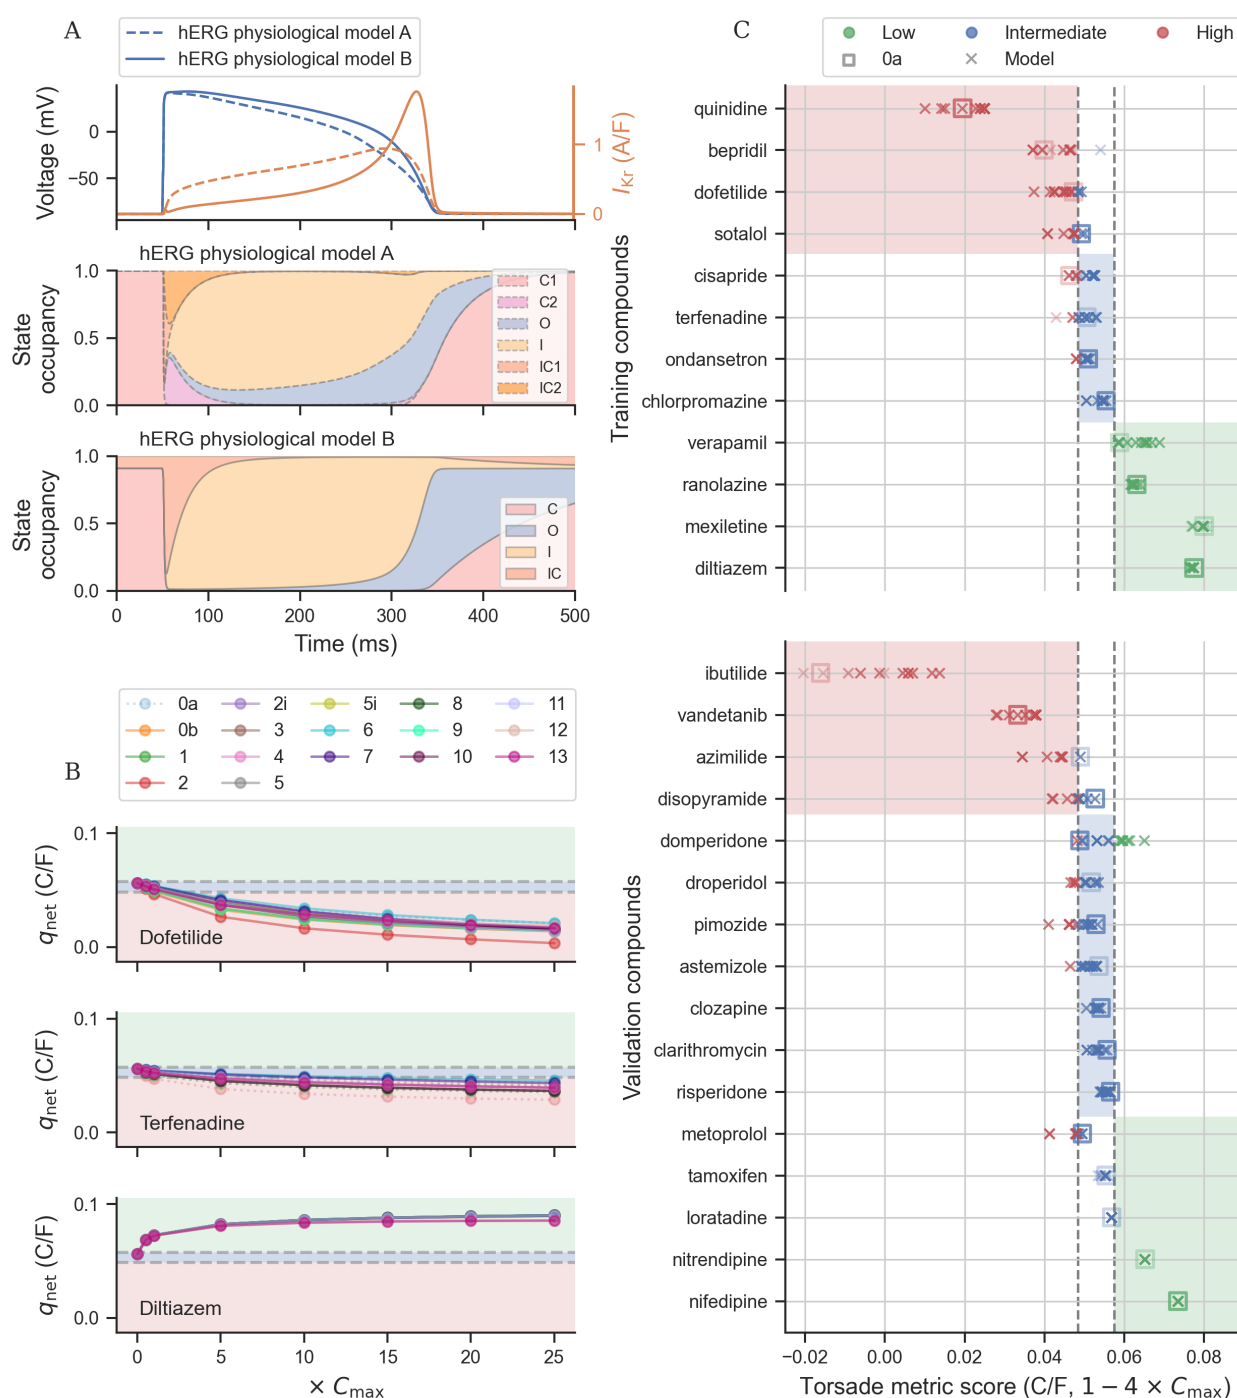 A
hERG physiological model A
hERG physiological model B
Voltage (mV)
0
−50
1
0
I_Kr (A/F)
hERG physiological model A
State occupancy
1.0
0.5
0.0
C1
C2
O
I
IC1
IC2
hERG physiological model B
State occupancy
1.0
0.5
0.0
C
O
I
IC
0 100 200 300 400 500
Time (ms)
B
0a 2i 5i 8 11
0b 3 6 9 12
1 4 7 10 13
2 5
q_net (C/F)
0.1
0.0
Dofetilide
q_net (C/F)
0.1
0.0
Terfenadine
q_net (C/F)
0.1
0.0
Diltiazem
0 5 10 15 20 25
× C_max
C
Low Intermediate High
0a Model
Training compounds
quinidine
bepridil
dofetilide
sotalol
cisapride
terfenadine
ondansetron
chlorpromazine
verapamil
ranolazine
mexiletine
diltiazem
Validation compounds
ibutilide
vandetanib
azimilide
disopyramide
domperidone
droperidol
pimozide
astemizole
clozapine
clarithromycin
risperidone
metoprolol
tamoxifen
loratadine
nitrendipine
nifedipine
−0.02 0.00 0.02 0.04 0.06 0.08
Torsade metric score (C/F, 1 − 4 × C_max)